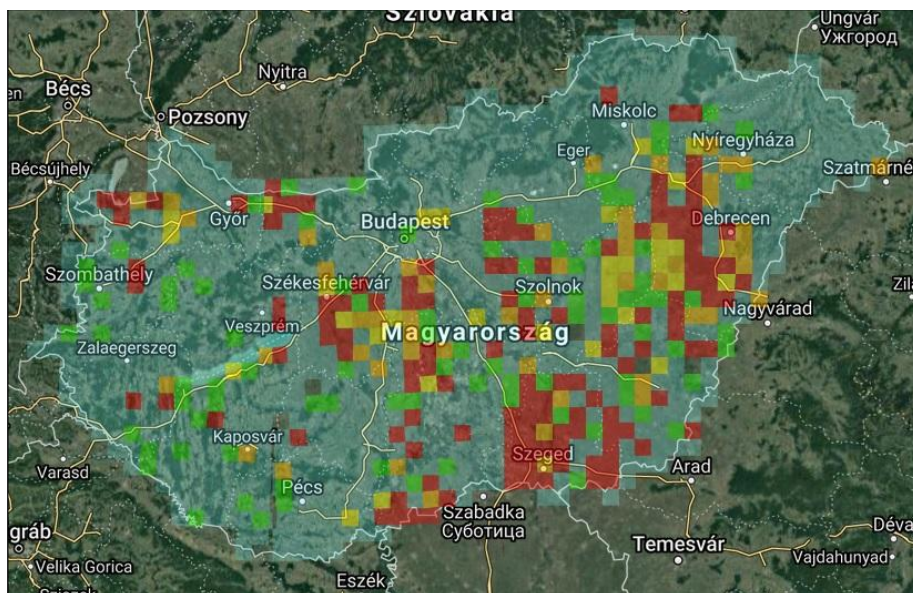 Szlovákia
Ungvár
Ужгород
Nyitra
Bécs
Pozsony
Miskolc
Nyíregyháza
Eger
Bécsújhely
Szatmárné
Győr
Budapest
Debrecen
Szombathely
Székesfehérvár
Szolnok
Nagyvárad
Veszprém
Magyarország
Zalaegerszeg
Kaposvár
Szeged
Arad
Varasd
Pécs
Szabadka
Суботица
gráb
Temesvár
Déva
Vajdahunyad
Velika Gorica
Eszék